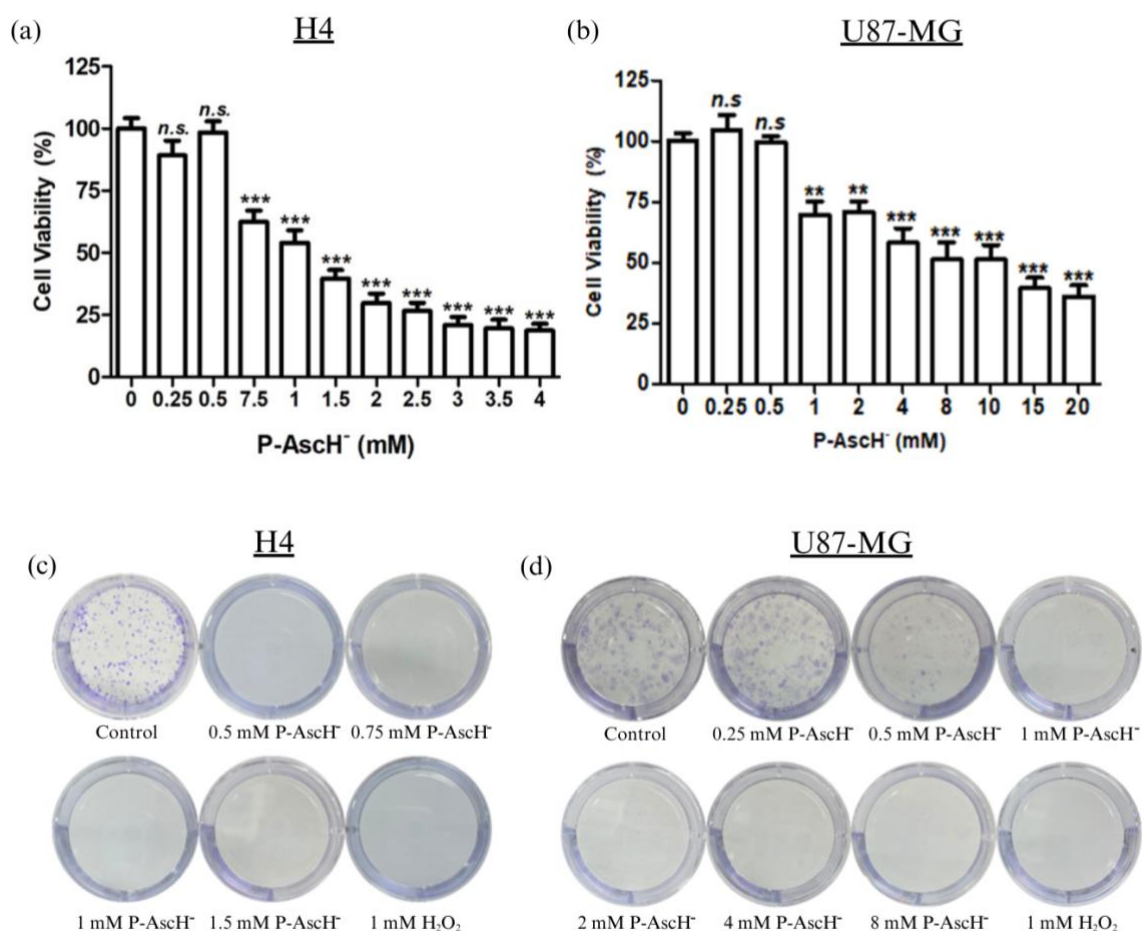 (a)
H4
125
100
75
50
25
0
Cell Viability (%)
n.s.
n.s.
***
***
***
***
***
***
***
***
0 0.25 0.5 7.5 1 1.5 2 2.5 3 3.5 4
P-AscH⁻ (mM)
(b)
U87-MG
125
100
75
50
25
0
Cell Viability (%)
n.s
n.s
**
**
***
***
***
***
***
0 0.25 0.5 1 2 4 8 10 15 20
P-AscH⁻ (mM)
(c)
H4
Control 0.5 mM P-AscH⁻ 0.75 mM P-AscH⁻
1 mM P-AscH⁻ 1.5 mM P-AscH⁻ 1 mM H₂O₂
(d)
U87-MG
Control 0.25 mM P-AscH⁻ 0.5 mM P-AscH⁻ 1 mM P-AscH⁻
2 mM P-AscH⁻ 4 mM P-AscH⁻ 8 mM P-AscH⁻ 1 mM H₂O₂